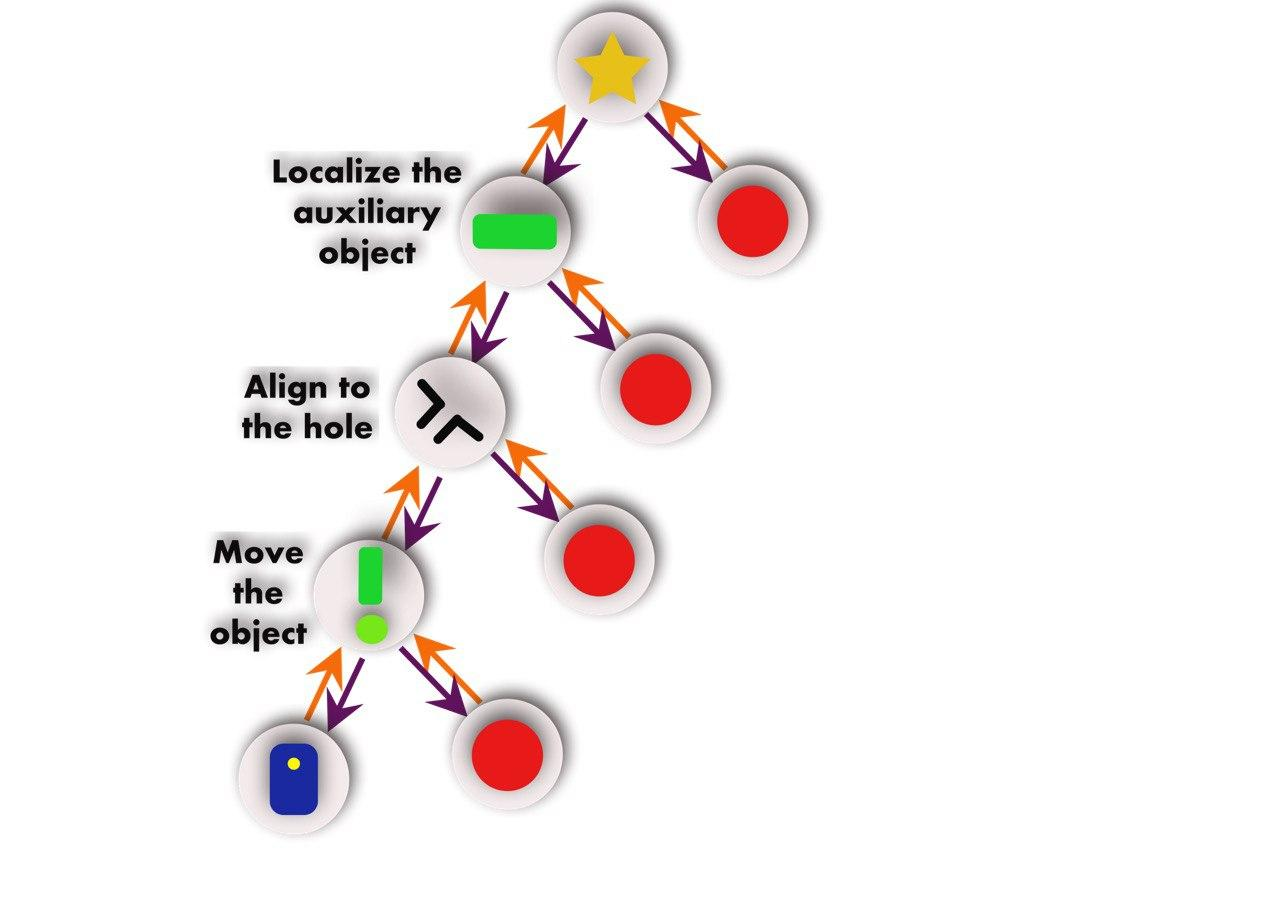 Localize the
auxiliary
object
Align to
the hole
Move
the
object